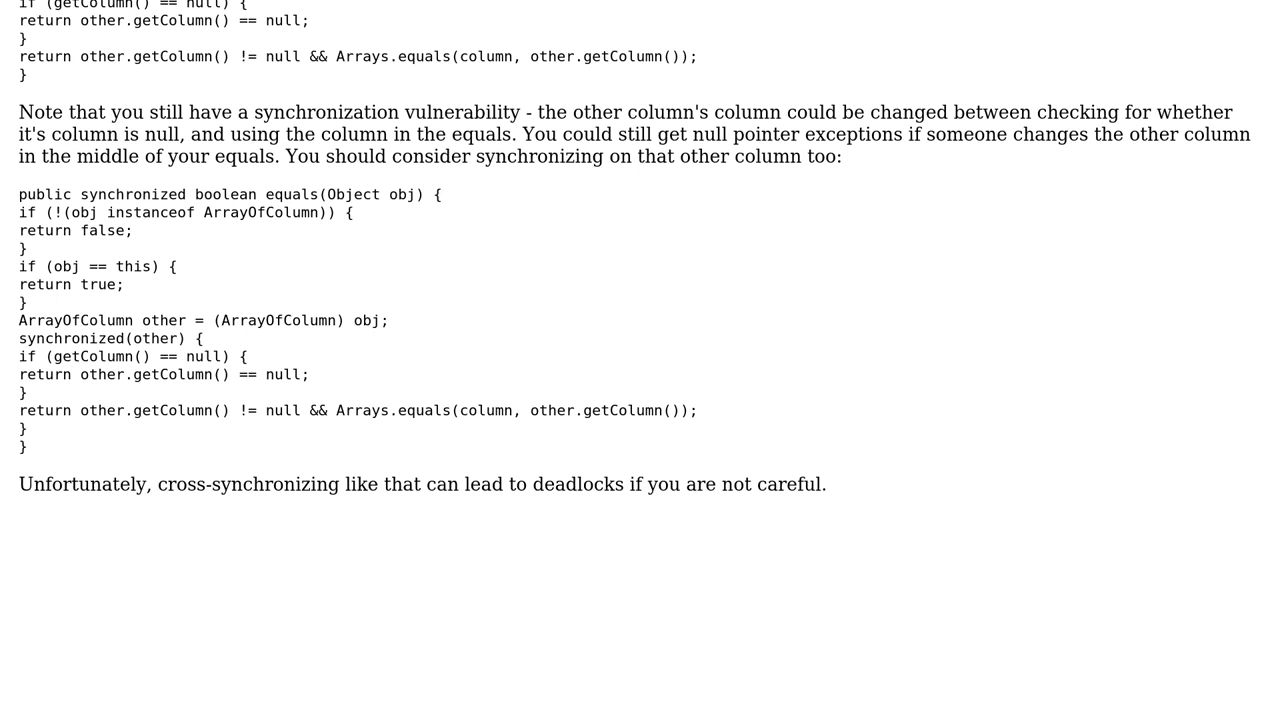 if (getColumn() == null) {
return other.getColumn() == null;
}
return other.getColumn() != null && Arrays.equals(column, other.getColumn());
}
Note that you still have a synchronization vulnerability - the other column's column could be changed between checking for whether
it's column is null, and using the column in the equals. You could still get null pointer exceptions if someone changes the other column
in the middle of your equals. You should consider synchronizing on that other column too:
public synchronized boolean equals(Object obj) {
if (!(obj instanceof ArrayOfColumn)) {
return false;
}
if (obj == this) {
return true;
}
ArrayOfColumn other = (ArrayOfColumn) obj;
synchronized(other) {
if (getColumn() == null) {
return other.getColumn() == null;
}
return other.getColumn() != null && Arrays.equals(column, other.getColumn());
}
}
Unfortunately, cross-synchronizing like that can lead to deadlocks if you are not careful.